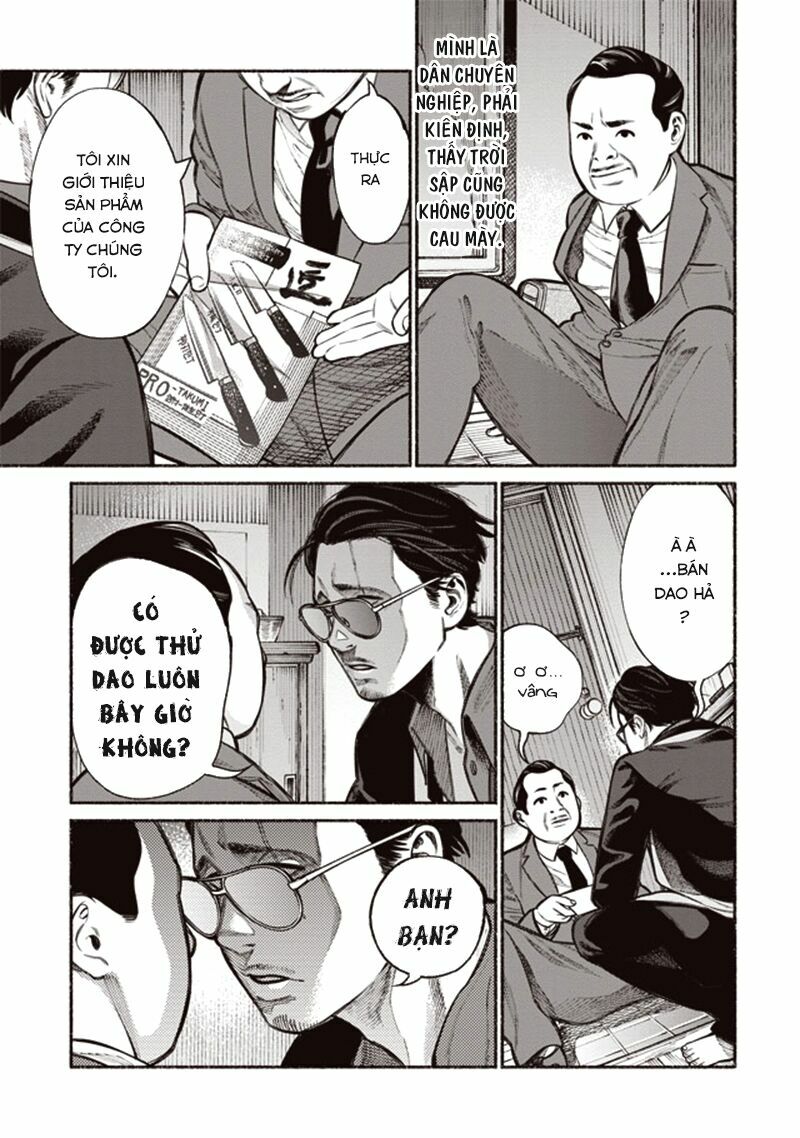 MÌNH LÀ
DÂN CHUYÊN
NGHIỆP, PHẢI
KIÊN ĐỊNH,
THẤY TRỜI
SẬP CŨNG
KHÔNG ĐƯỢC
CAU MÀY.
THỰC
RA
TÔI XIN
GIỚI THIỆU
SẢN PHẨM
CỦA CÔNG
TY CHÚNG
TÔI.
匠
PRO-TAKUMI
À À
...BÁN
DAO HẢ
?
Ơ Ơ...
VÂNG
CÓ
ĐƯỢC THỬ
DAO LUÔN
BÂY GIỜ
KHÔNG?
ANH
BẠN?